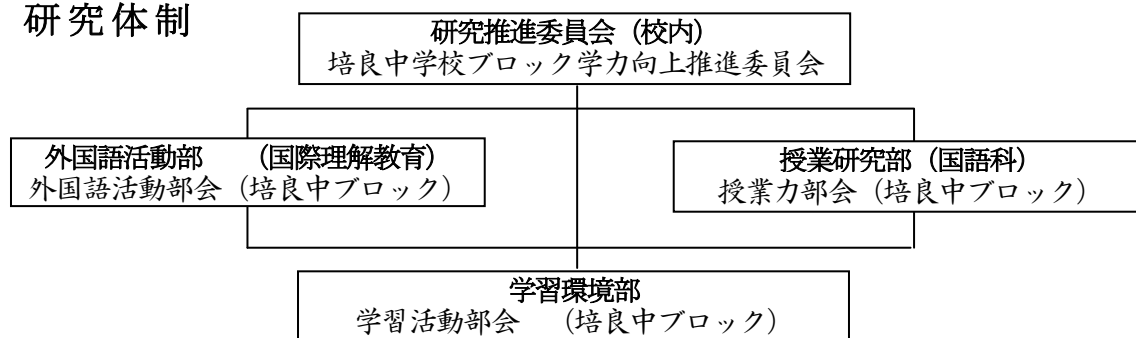 研究体制
研究推進委員会（校内）
培良中学校ブロック学力向上推進委員会
外国語活動部　　（国際理解教育）
外国語活動部会（培良中ブロック）
授業研究部（国語科）
授業力部会（培良中ブロック）
学習環境部
学習活動部会　（培良中ブロック）